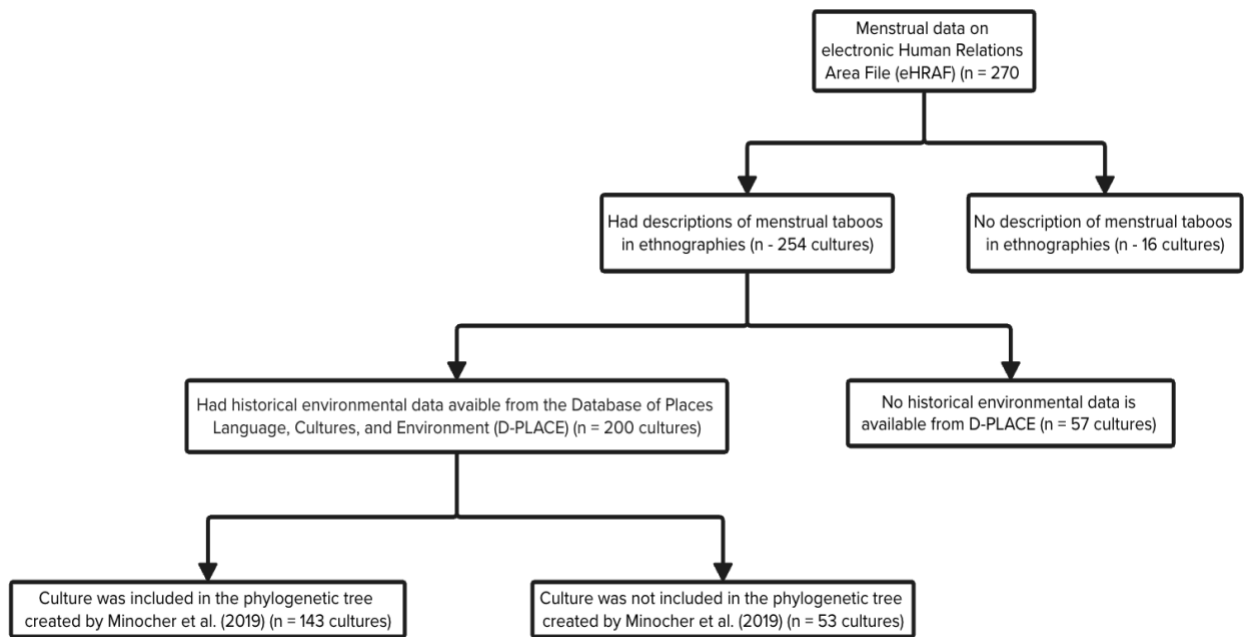 Menstrual data on
electronic Human Relations
Area File (eHRAF) (n = 270
Had descriptions of menstrual taboos
in ethnographies (n - 254 cultures)
No description of menstrual taboos
in ethnographies (n - 16 cultures)
Had historical environmental data avaible from the Database of Places
Language, Cultures, and Environment (D-PLACE) (n = 200 cultures)
No historical environmental data is
available from D-PLACE (n = 57 cultures)
Culture was included in the phylogenetic tree
created by Minocher et al. (2019) (n = 143 cultures)
Culture was not included in the phylogenetic tree
created by Minocher et al. (2019) (n = 53 cultures)